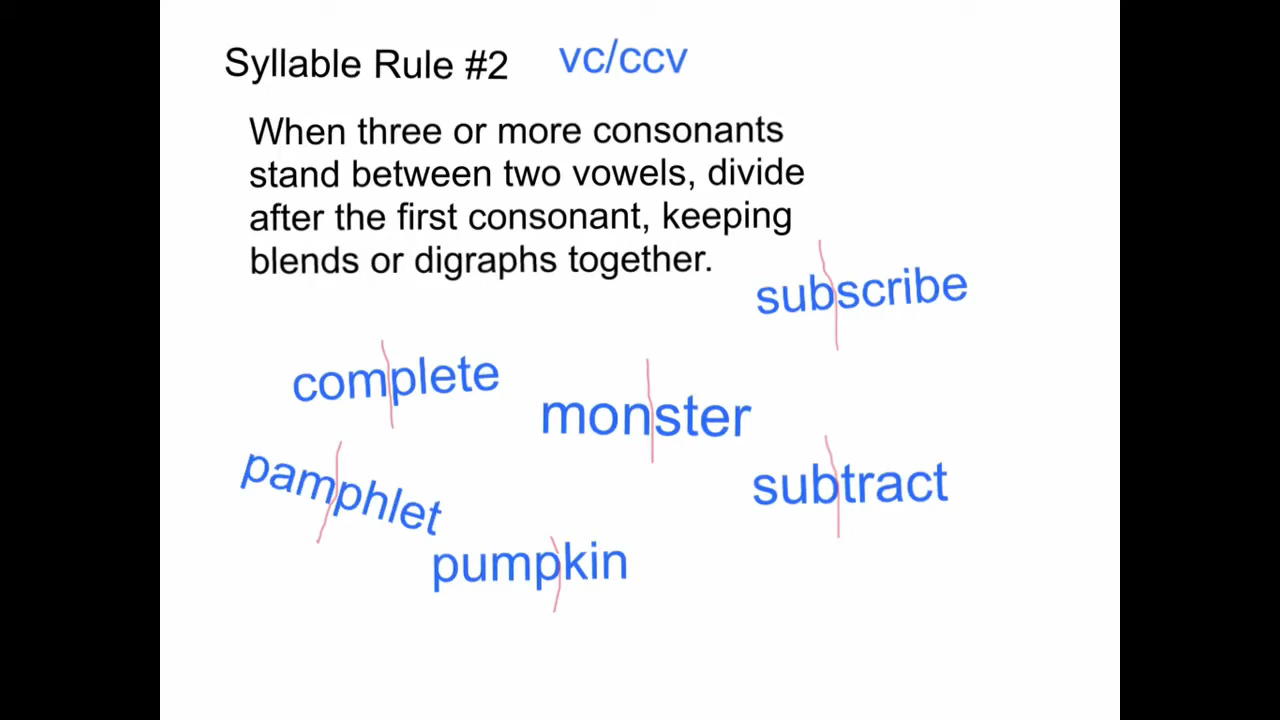 Syllable Rule #2 vc/ccv
When three or more consonants
stand between two vowels, divide
after the first consonant, keeping
blends or digraphs together.
subscribe
complete
monster
pamphlet
subtract
pumpkin